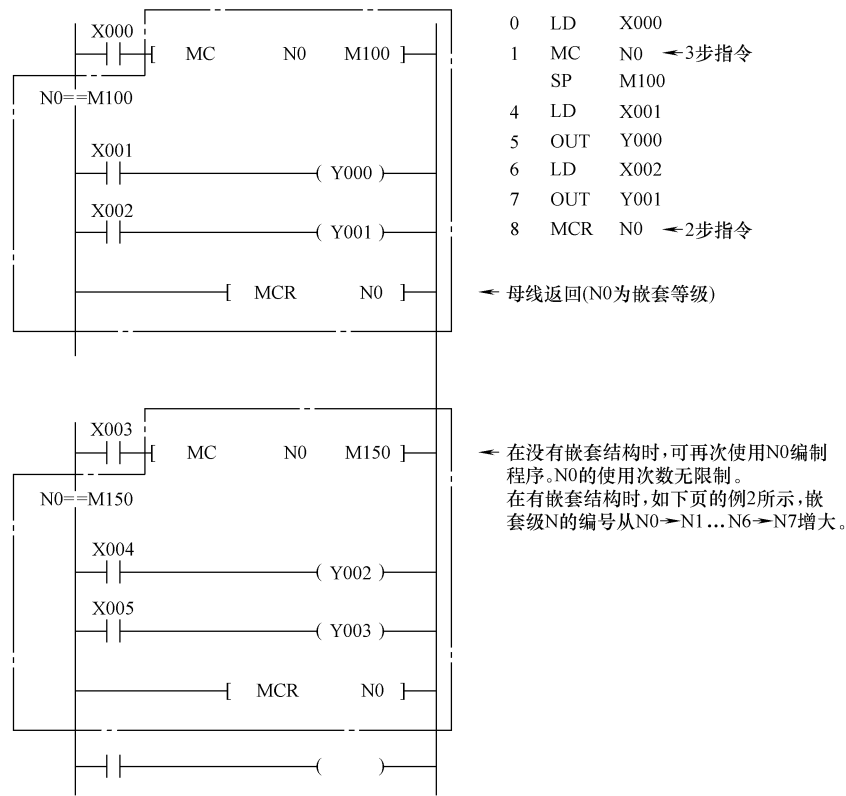 X000
MC N0 M100
N0==M100
X001
Y000
X002
Y001
MCR N0
0 LD X000
1 MC N0 ←3步指令
SP M100
4 LD X001
5 OUT Y000
6 LD X002
7 OUT Y001
8 MCR N0 ←2步指令
← 母线返回(N0为嵌套等级)
X003
MC N0 M150
N0==M150
X004
Y002
X005
Y003
MCR N0
← 在没有嵌套结构时,可再次使用N0编制
程序。N0的使用次数无限制。
在有嵌套结构时,如下页的例2所示,嵌
套级N的编号从N0→N1…N6→N7增大。